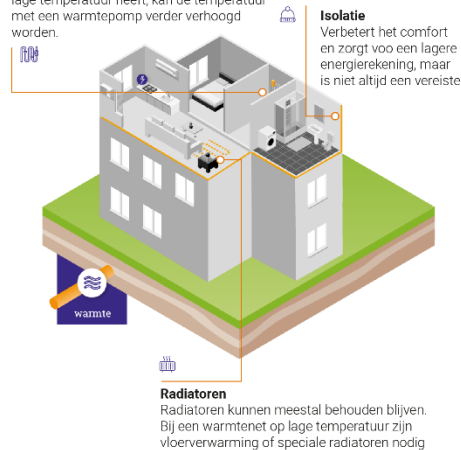 lage temperatuur heeft, kan de temperatuur
met een warmtepomp verder verhoogd
worden.
Isolatie
Verbetert het comfort
en zorgt voo een lagere
energierekening, maar
is niet altijd een vereiste
warmte
Radiatoren
Radiatoren kunnen meestal behouden blijven.
Bij een warmtenet op lage temperatuur zijn
vloerverwarming of speciale radiatoren nodig